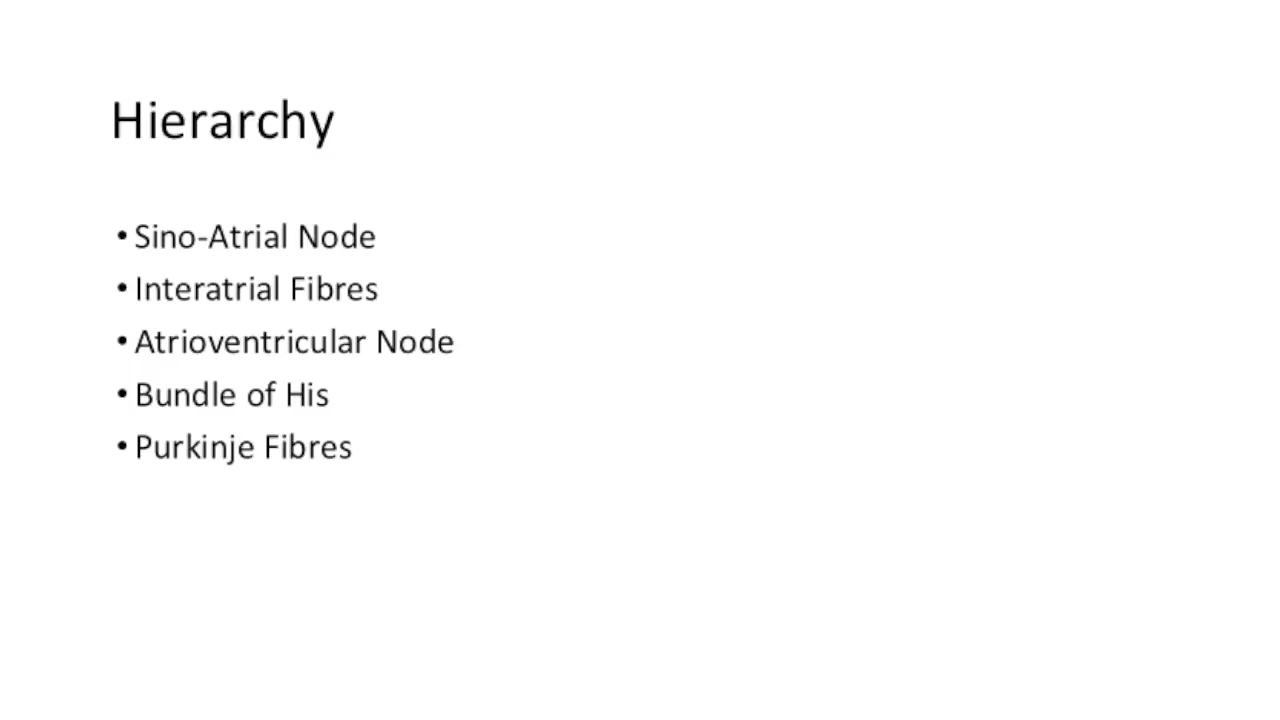 Hierarchy
• Sino-Atrial Node
• Interatrial Fibres
• Atrioventricular Node
• Bundle of His
• Purkinje Fibres